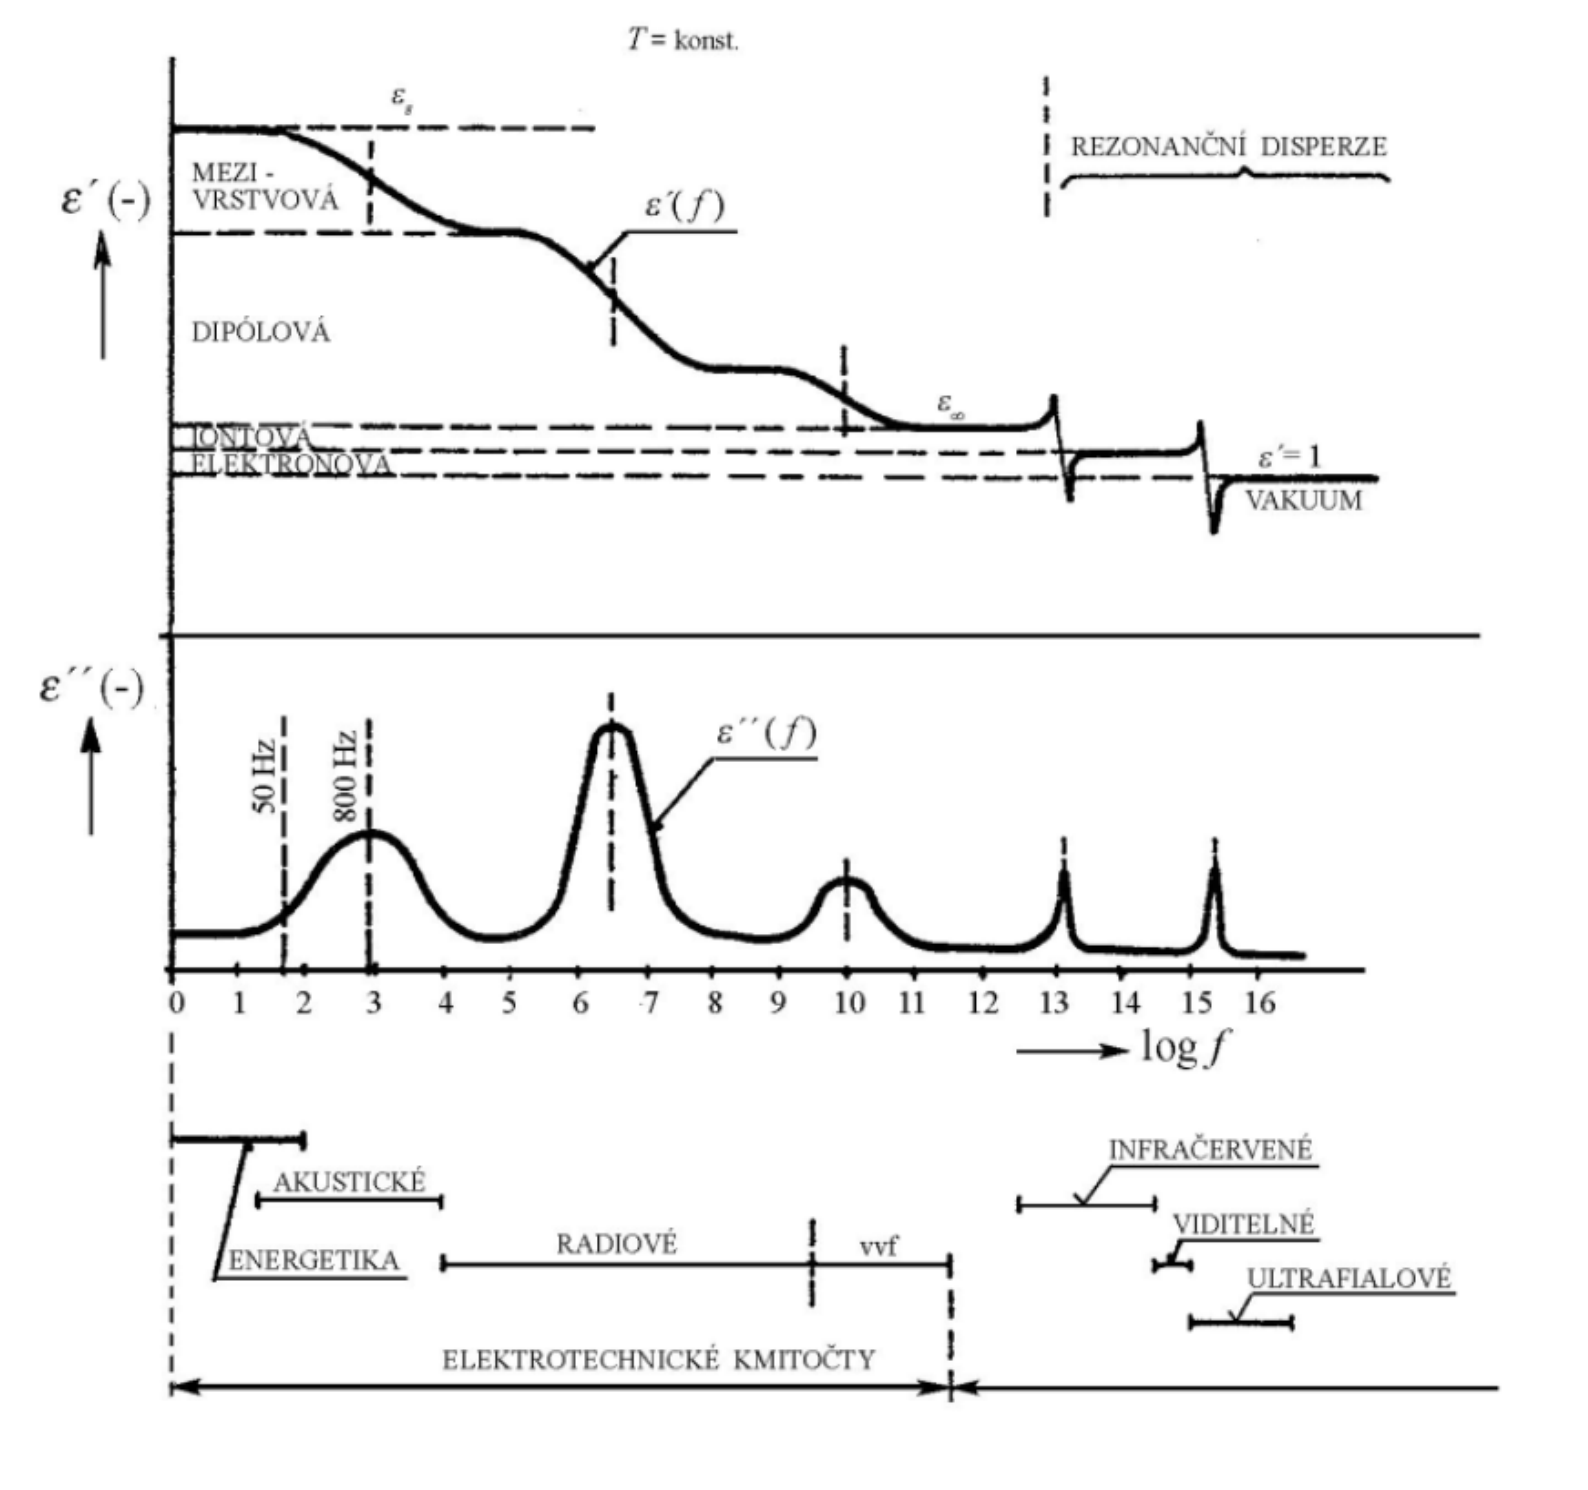 T = konst.
εs
REZONANČNÍ DISPERZE
MEZI -
VRSTVOVÁ
ε´(-)
ε´(f)
DIPÓLOVÁ
ε∞
IONTOVÁ
ELEKTRONOVA
ε´= 1
VAKUUM
ε´´(-)
50 Hz
800 Hz
ε´´(f)
0 1 2 3 4 5 6 7 8 9 10 11 12 13 14 15 16
log f
INFRAČERVENÉ
AKUSTICKÉ
VIDITELNÉ
RADIOVÉ
vvf
ENERGETIKA
ULTRAFIALOVÉ
ELEKTROTECHNICKÉ KMITOČTY